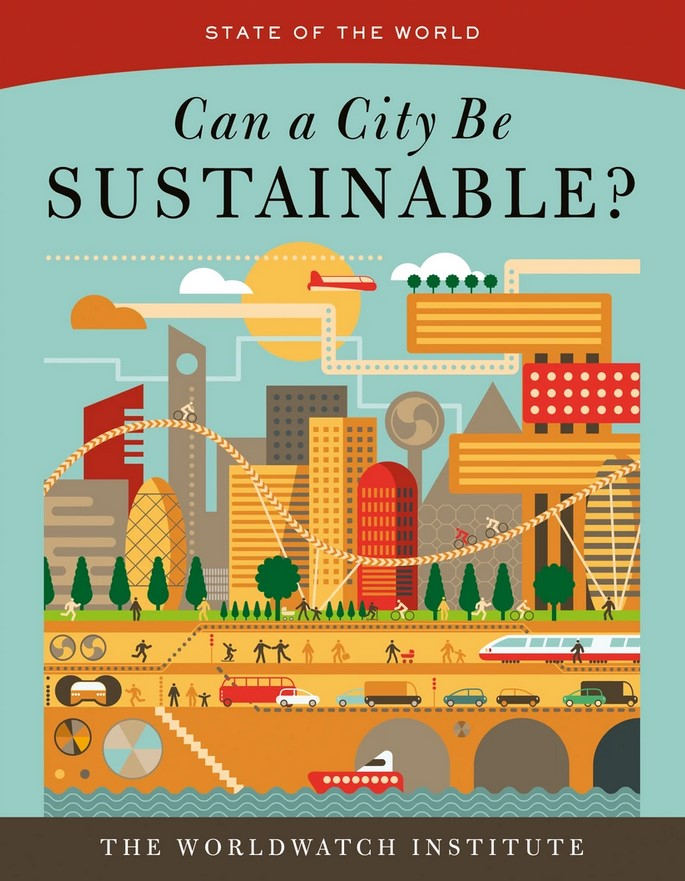 STATE OF THE WORLD
Can a City Be
SUSTAINABLE?
THE WORLDWATCH INSTITUTE